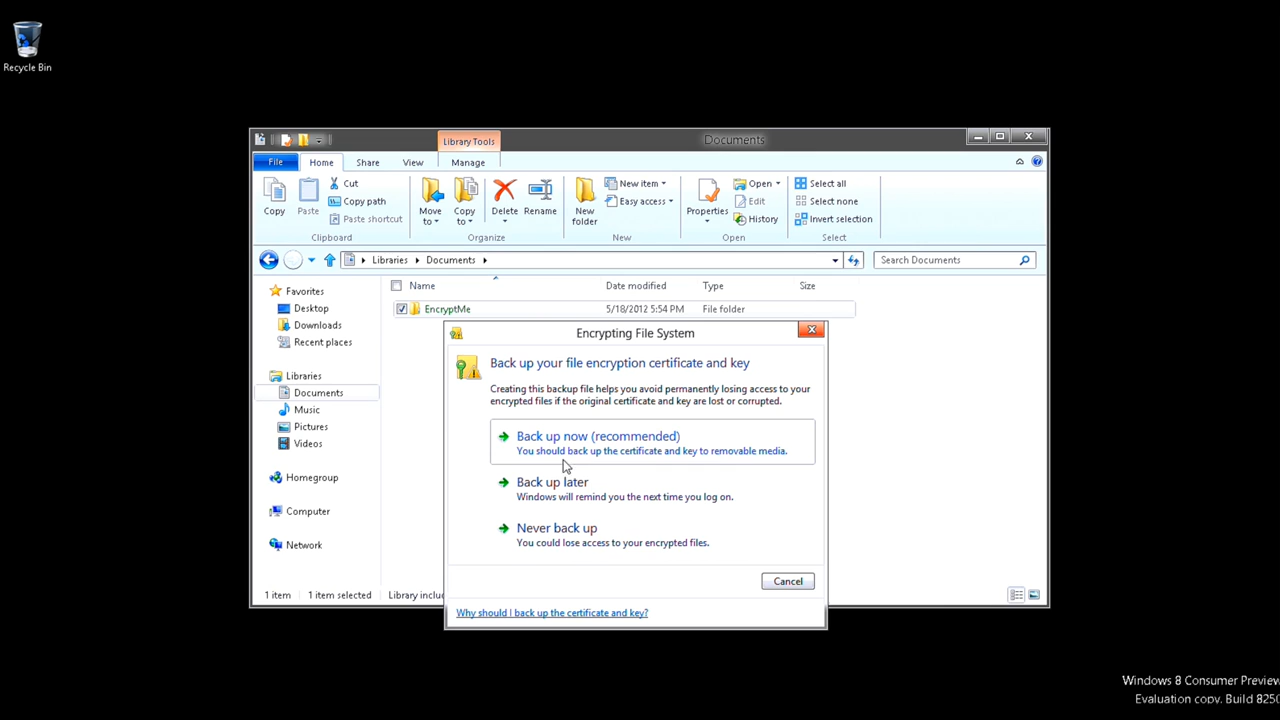 Recycle Bin
Library Tools
Documents
File
Home
Share
View
Manage
Copy
Paste
Cut
Copy path
Paste shortcut
Clipboard
Move to
Copy to
Delete
Rename
Organize
New folder
New item
Easy access
New
Properties
Open
Edit
History
Open
Select all
Select none
Invert selection
Select
Libraries
Documents
Search Documents
Name
Date modified
Type
Size
EncryptMe
5/18/2012 5:54 PM
File folder
Favorites
Desktop
Downloads
Recent places
Libraries
Documents
Music
Pictures
Videos
Homegroup
Computer
Network
Encrypting File System
Back up your file encryption certificate and key
Creating this backup file helps you avoid permanently losing access to your
encrypted files if the original certificate and key are lost or corrupted.
Back up now (recommended)
You should back up the certificate and key to removable media.
Back up later
Windows will remind you the next time you log on.
Never back up
You could lose access to your encrypted files.
Cancel
Why should I back up the certificate and key?
1 item
1 item selected
Library inclu
Windows 8 Consumer Preview
Evaluation copy. Build 8250